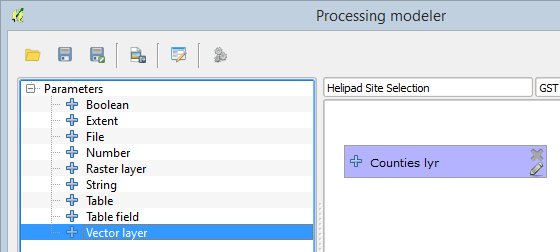 Processing modeler
Parameters
Boolean
Extent
File
Number
Raster layer
String
Table
Table field
Vector layer
Helipad Site Selection
GST
Counties lyr